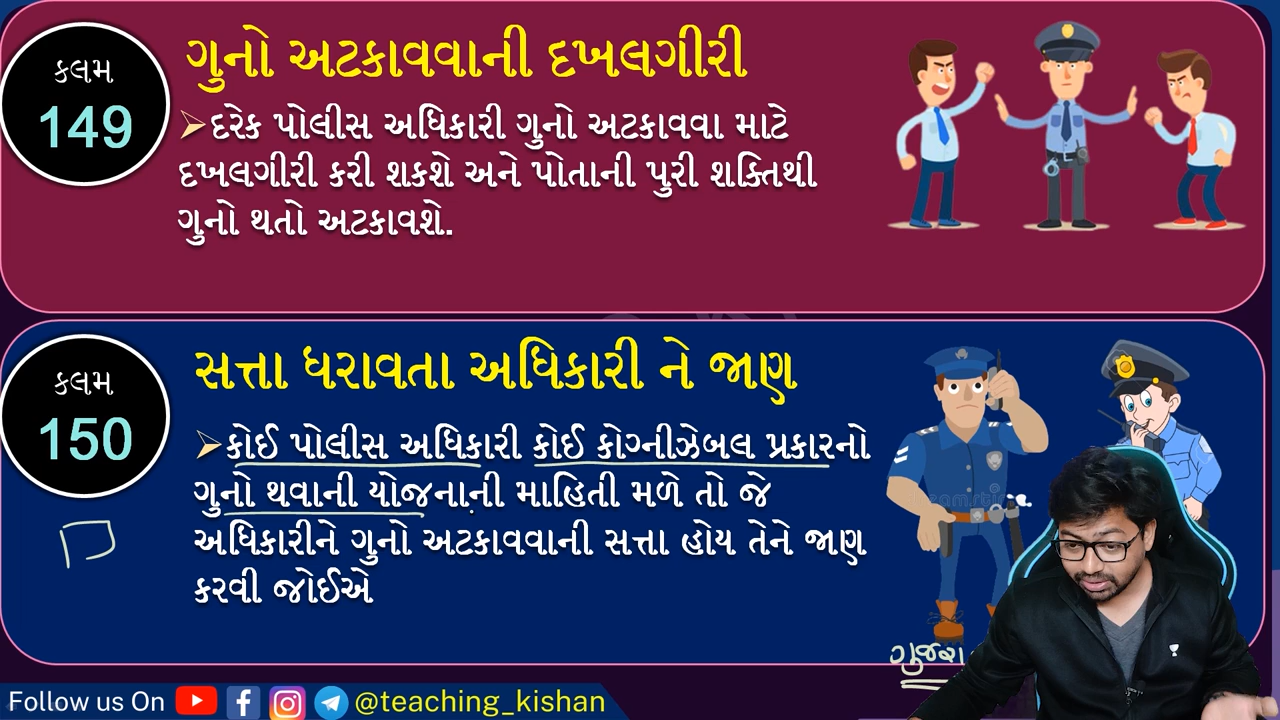 કલમ
149
ગુનો અટકાવવાની દખલગીરી
➢દરેક પોલીસ અધિકારી ગુનો અટકાવવા માટે
દખલગીરી કરી શકશે અને પોતાની પુરી શક્તિથી
ગુનો થતો અટકાવશે.
કલમ
150
સત્તા ધરાવતા અધિકારી ને જાણ
➢કોઈ પોલીસ અધિકારી કોઈ કોગ્નીઝેબલ પ્રકારનો
ગુનો થવાની યોજનાની માહિતી મળે તો જે
અધિકારીને ગુનો અટકાવવાની સત્તા હોય તેને જાણ
કરવી જોઈએ
Follow us On @teaching_kishan